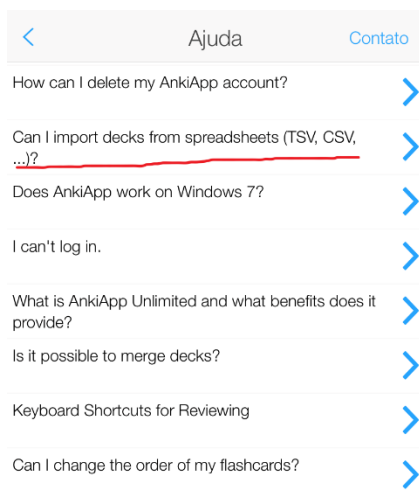 Ajuda
Contato
How can I delete my AnkiApp account?
Can I import decks from spreadsheets (TSV, CSV,
...)?
Does AnkiApp work on Windows 7?
I can't log in.
What is AnkiApp Unlimited and what benefits does it
provide?
Is it possible to merge decks?
Keyboard Shortcuts for Reviewing
Can I change the order of my flashcards?